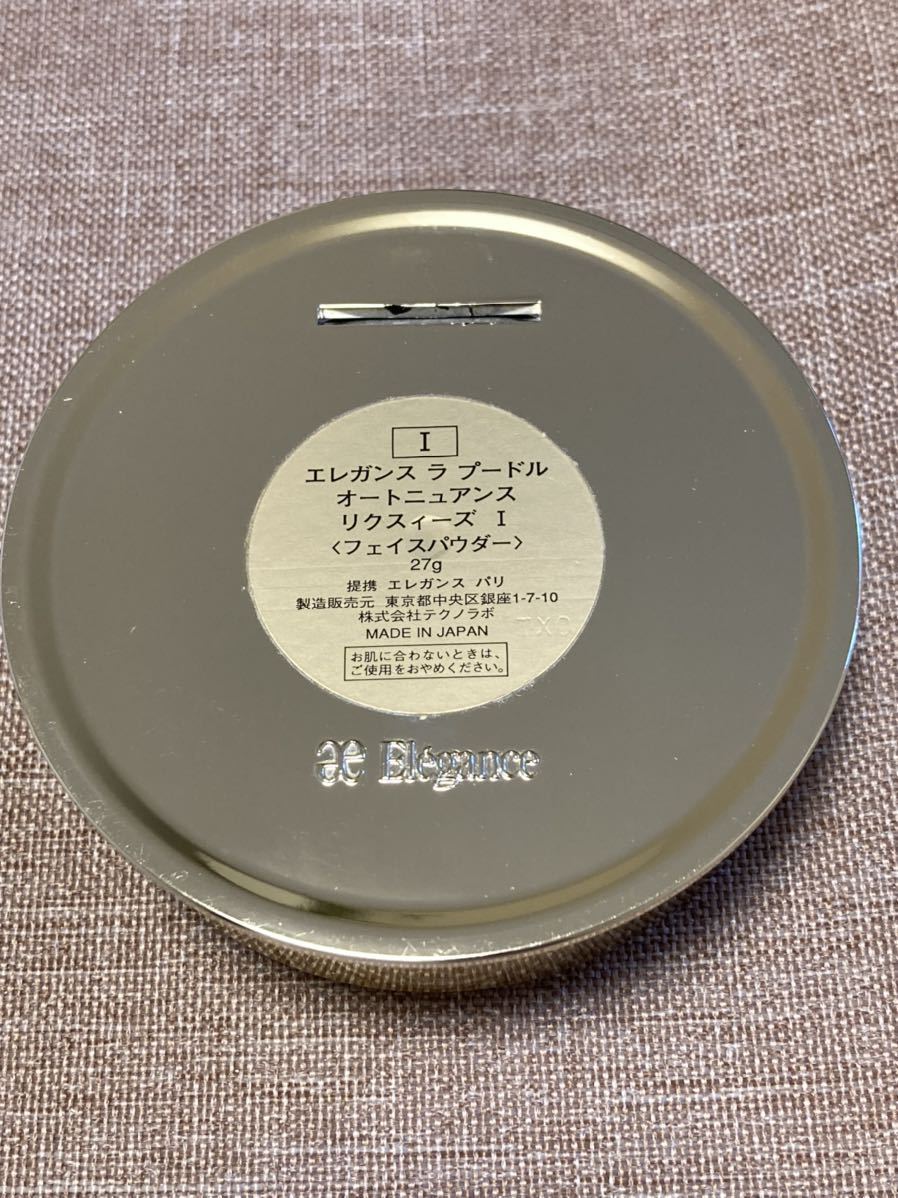 I
エレガンス ラ プードル
オートニュアンス
リクスィーズ I
〈フェイスパウダー〉
27g
提携 エレガンス パリ
製造販売元 東京都中央区銀座1-7-10
株式会社テクノラボ
MADE IN JAPAN
お肌に合わないときは、
ご使用をおやめください。
æ Elégance